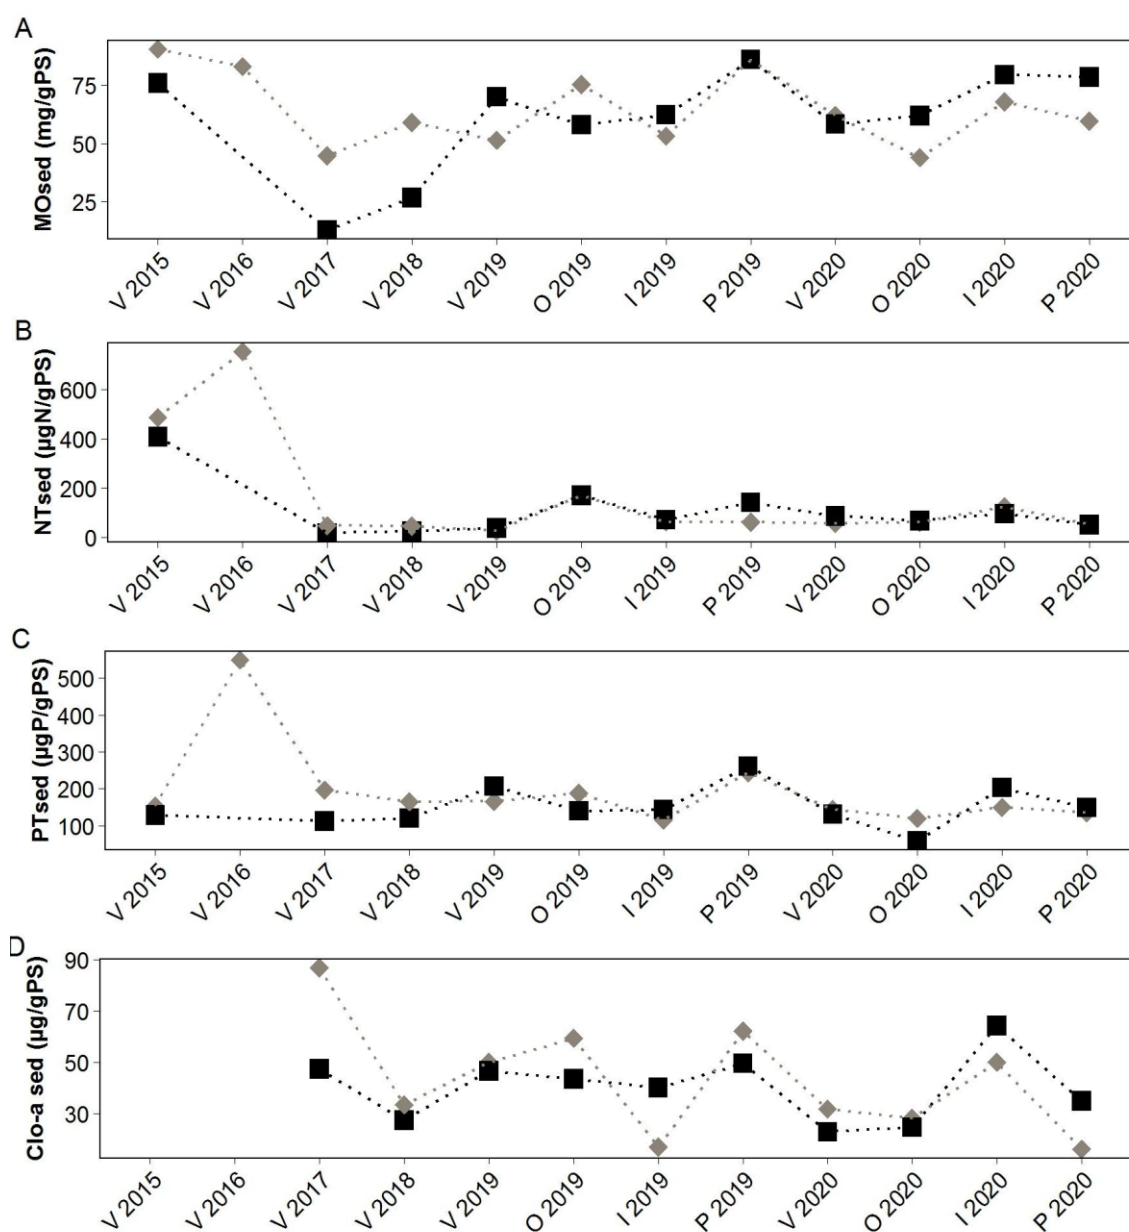 A
MOsed (mg/gPS)
75
50
25
V 2015 V 2016 V 2017 V 2018 V 2019 O 2019 I 2019 P 2019 V 2020 O 2020 I 2020 P 2020
B
NTsed (µgN/gPS)
600
400
200
0
V 2015 V 2016 V 2017 V 2018 V 2019 O 2019 I 2019 P 2019 V 2020 O 2020 I 2020 P 2020
C
PTsed (µgP/gPS)
500
400
300
200
100
V 2015 V 2016 V 2017 V 2018 V 2019 O 2019 I 2019 P 2019 V 2020 O 2020 I 2020 P 2020
D
Clo-a sed (µg/gPS)
90
70
50
30
V 2015 V 2016 V 2017 V 2018 V 2019 O 2019 I 2019 P 2019 V 2020 O 2020 I 2020 P 2020